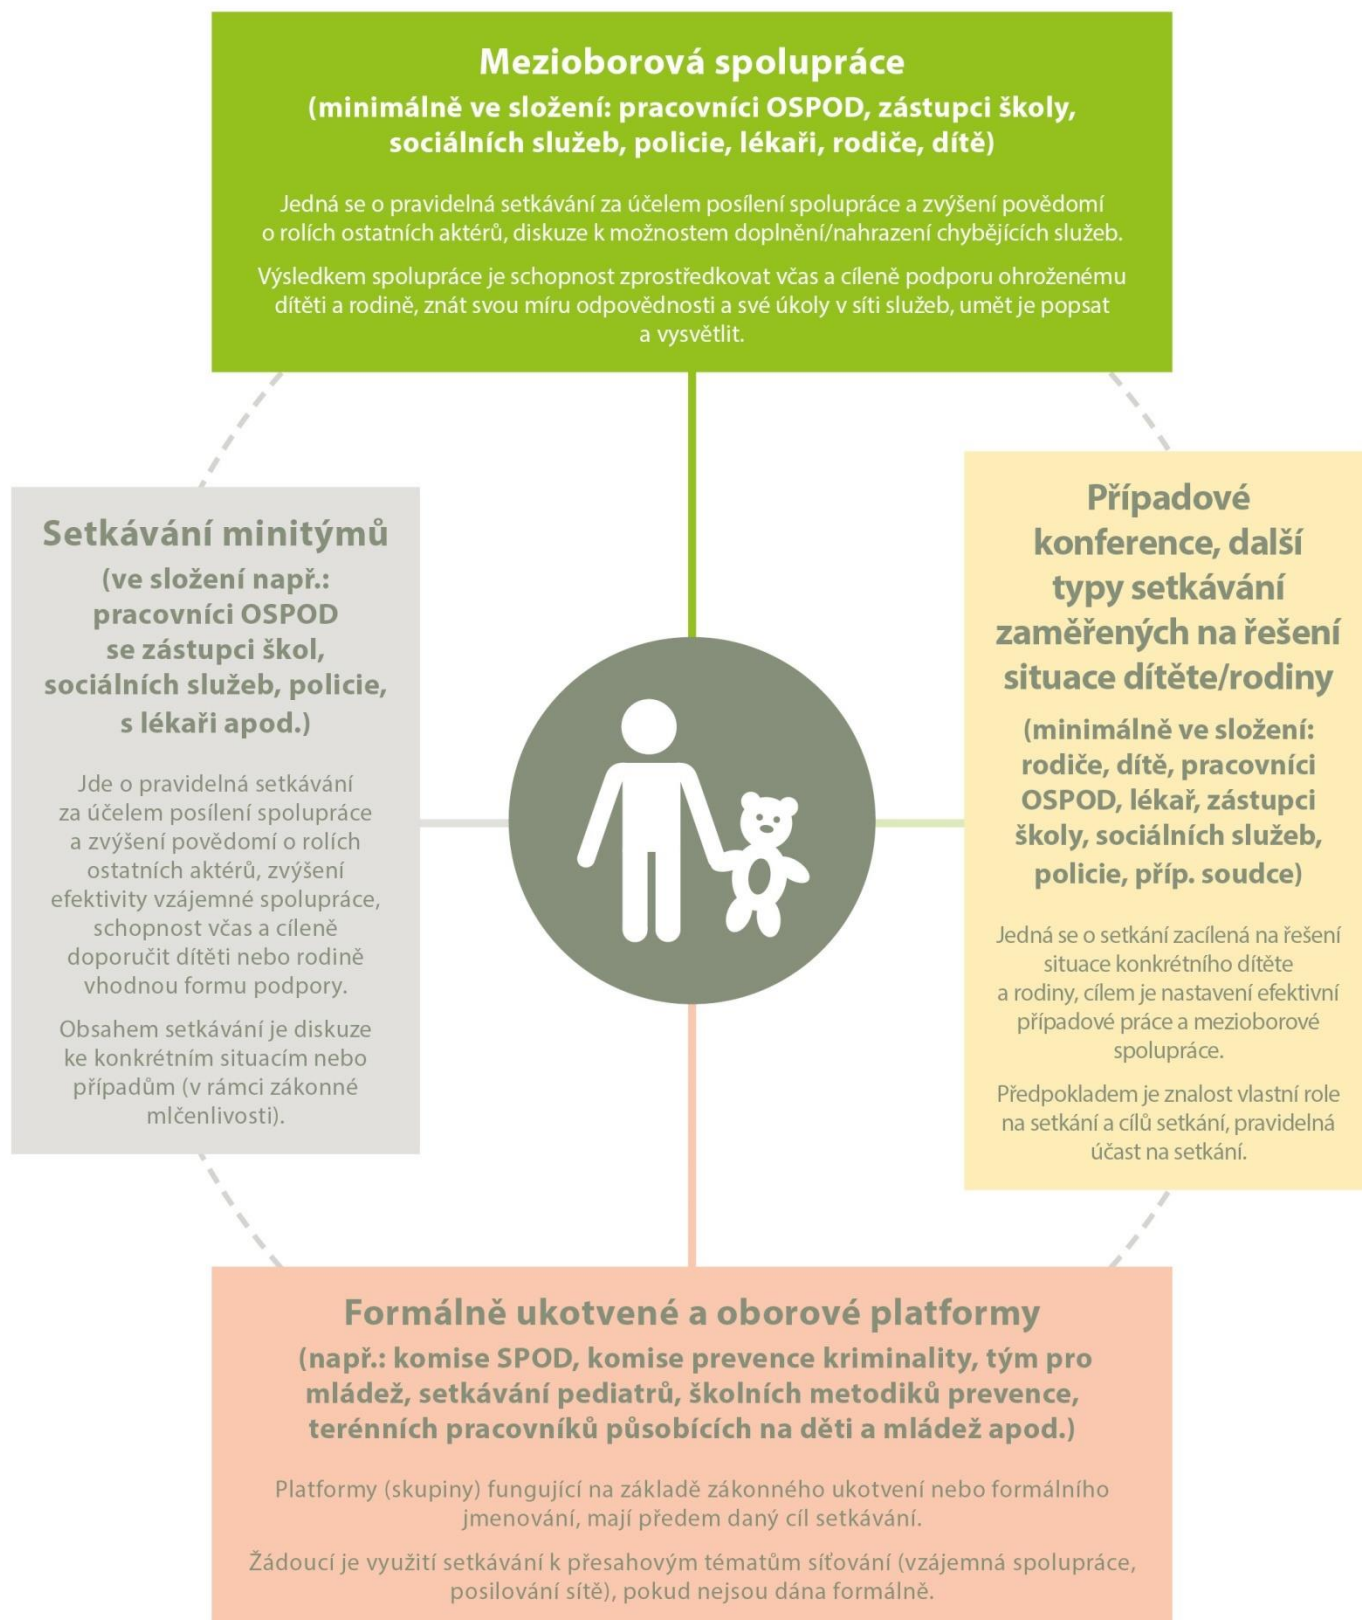 Mezioborová spolupráce
(minimálně ve složení: pracovníci OSPOD, zástupci školy,
sociálních služeb, policie, lékaři, rodiče, dítě)
Jedná se o pravidelná setkávání za účelem posílení spolupráce a zvýšení povědomí
o rolích ostatních aktérů, diskuze k možnostem doplnění/nahrazení chybějících služeb.
Výsledkem spolupráce je schopnost zprostředkovat včas a cíleně podporu ohroženému
dítěti a rodině, znát svou míru odpovědnosti a své úkoly v síti služeb, umět je popsat
a vysvětlit.
Setkávání minitýmů
(ve složení např.:
pracovníci OSPOD
se zástupci škol,
sociálních služeb, policie,
s lékaři apod.)
Jde o pravidelná setkávání
za účelem posílení spolupráce
a zvýšení povědomí o rolích
ostatních aktérů, zvýšení
efektivity vzájemné spolupráce,
schopnost včas a cíleně
doporučit dítěti nebo rodině
vhodnou formu podpory.
Obsahem setkávání je diskuze
ke konkrétním situacím nebo
případům (v rámci zákonné
mlčenlivosti).
Případové
konference, další
typy setkávání
zaměřených na řešení
situace dítěte/rodiny
(minimálně ve složení:
rodiče, dítě, pracovníci
OSPOD, lékař, zástupci
školy, sociálních služeb,
policie, příp. soudce)
Jedná se o setkání zacílená na řešení
situace konkrétního dítěte
a rodiny, cílem je nastavení efektivní
případové práce a mezioborové
spolupráce.
Předpokladem je znalost vlastní role
na setkání a cílů setkání, pravidelná
účast na setkání.
Formálně ukotvené a oborové platformy
(např.: komise SPOD, komise prevence kriminality, tým pro
mládež, setkávání pediatrů, školních metodiků prevence,
terénních pracovníků působících na děti a mládež apod.)
Platformy (skupiny) fungující na základě zákonného ukotvení nebo formálního
jmenování, mají předem daný cíl setkávání.
Žádoucí je využití setkávání k přesahovým tématům síťování (vzájemná spolupráce,
posilování sítě), pokud nejsou dána formálně.